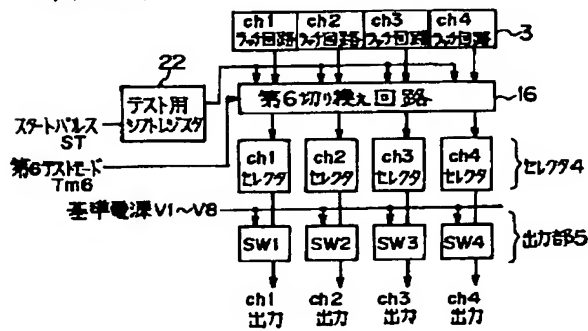 ch1 ch2 ch3 ch4
ラッチ回路 ラッチ回路 ラッチ回路 ラッチ回路
3
22
テスト用
シフトレジスタ
スタートパルス
ST
第6切り換え回路
16
第6テストモード
Tm6
ch1 ch2 ch3 ch4
セレクタ セレクタ セレクタ セレクタ
セレクタ4
基準電源V1~V8
SW1 SW2 SW3 SW4
出力部5
ch1 ch2 ch3 ch4
出力 出力 出力 出力